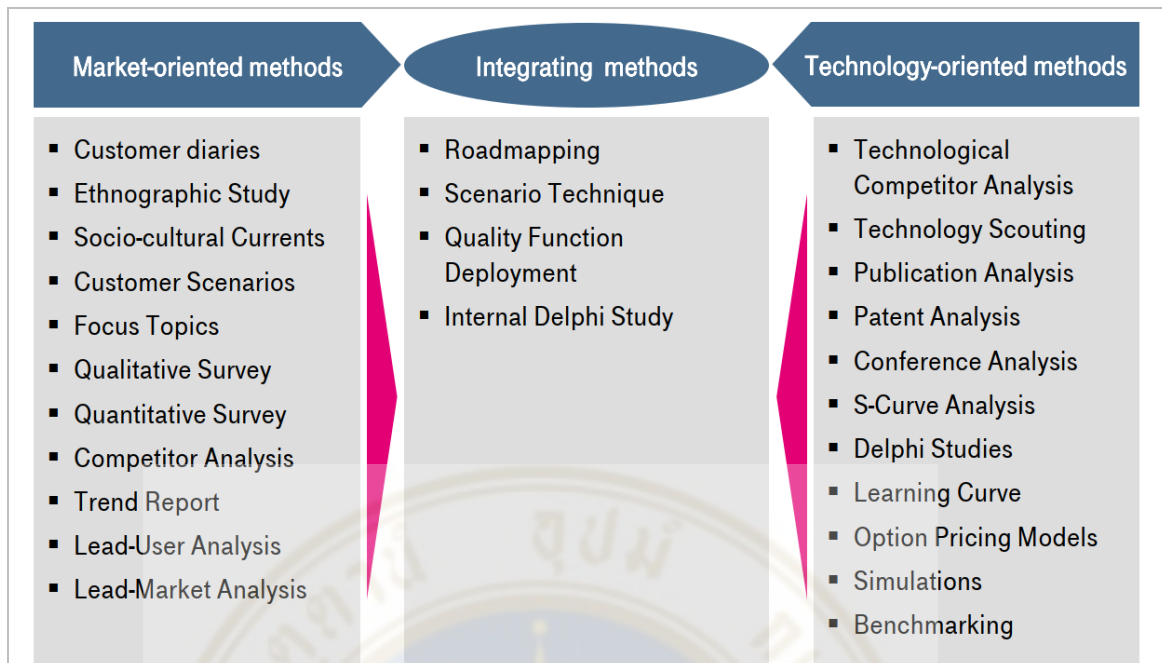 Market-oriented methods
Integrating methods
Technology-oriented methods
▪ Customer diaries
▪ Ethnographic Study
▪ Socio-cultural Currents
▪ Customer Scenarios
▪ Focus Topics
▪ Qualitative Survey
▪ Quantitative Survey
▪ Competitor Analysis
▪ Trend Report
▪ Lead-User Analysis
▪ Lead-Market Analysis
▪ Roadmapping
▪ Scenario Technique
▪ Quality Function
Deployment
▪ Internal Delphi Study
▪ Technological
Competitor Analysis
▪ Technology Scouting
▪ Publication Analysis
▪ Patent Analysis
▪ Conference Analysis
▪ S-Curve Analysis
▪ Delphi Studies
▪ Learning Curve
▪ Option Pricing Models
▪ Simulations
▪ Benchmarking